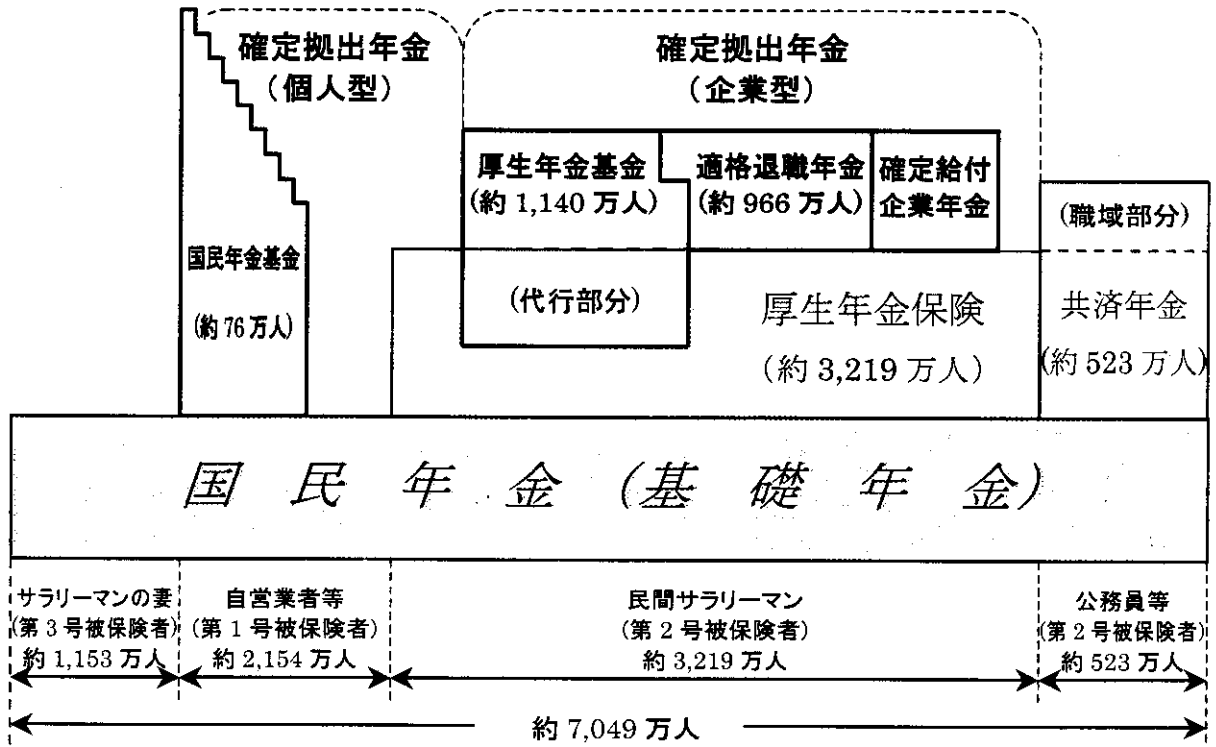 確定拠出年金
（個人型）
確定拠出年金
（企業型）
厚生年金基金
(約 1,140 万人)
適格退職年金
(約 966 万人)
確定給付
企業年金
(職域部分)
国民年金基金
(約 76 万人)
(代行部分)
厚生年金保険
（約 3,219 万人）
共済年金
(約 523 万人)
国民年金(基礎年金)
サラリーマンの妻
(第 3 号被保険者)
約 1,153 万人
自営業者等
(第 1 号被保険者)
約 2,154 万人
民間サラリーマン
(第 2 号被保険者)
約 3,219 万人
公務員等
(第 2 号被保険者)
約 523 万人
約 7,049 万人